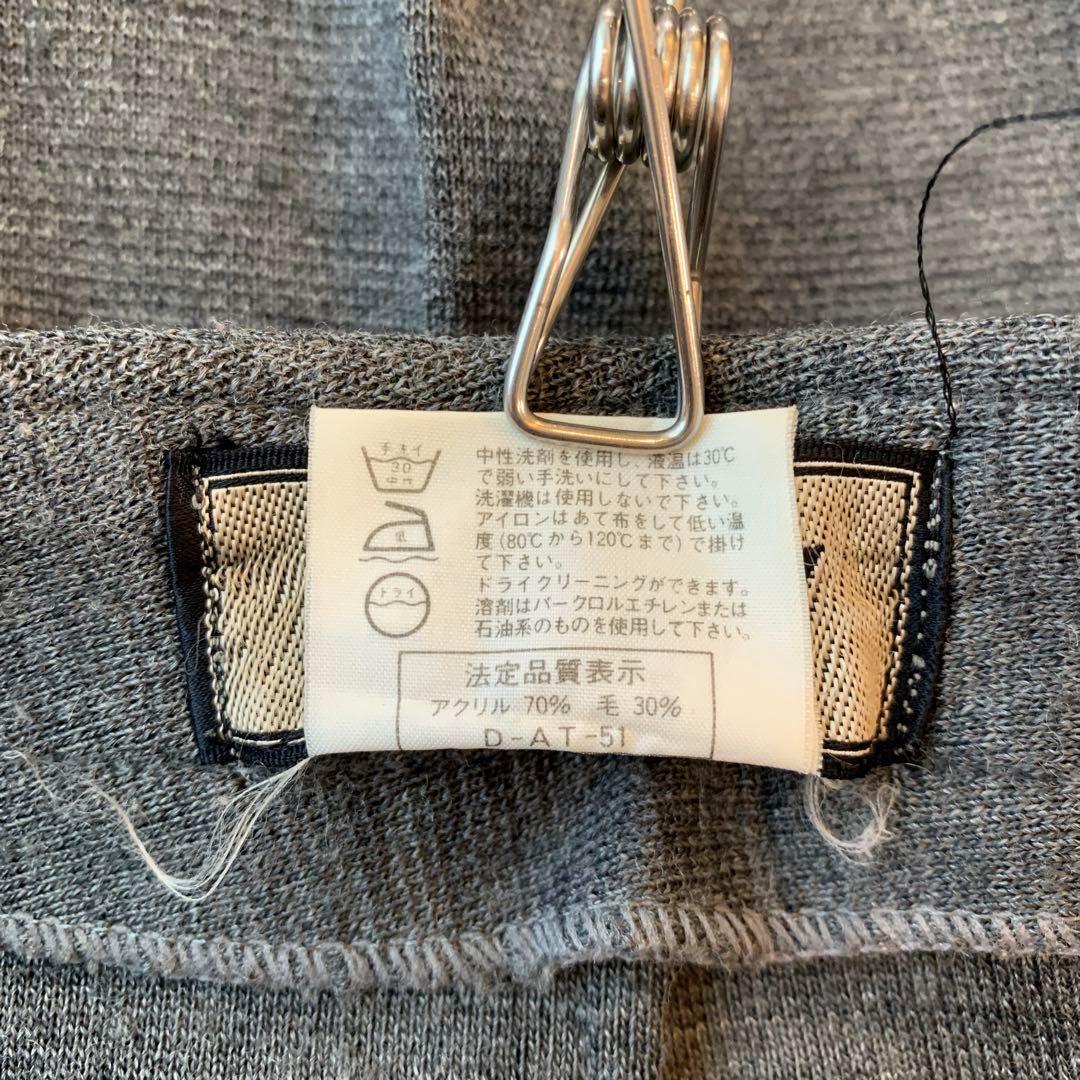 手キイ
30
中性
低
ドライ
中性洗剤を使用し、液温は30℃
で弱い手洗いにして下さい。
洗濯機は使用しないで下さい。
アイロンはあて布をして低い温
度(80℃から120℃まで)で掛け
て下さい。
ドライクリーニングができます。
溶剤はパークロルエチレンまたは
石油系のものを使用して下さい。
法定品質表示
アクリル 70% 毛 30%
D-AT-51